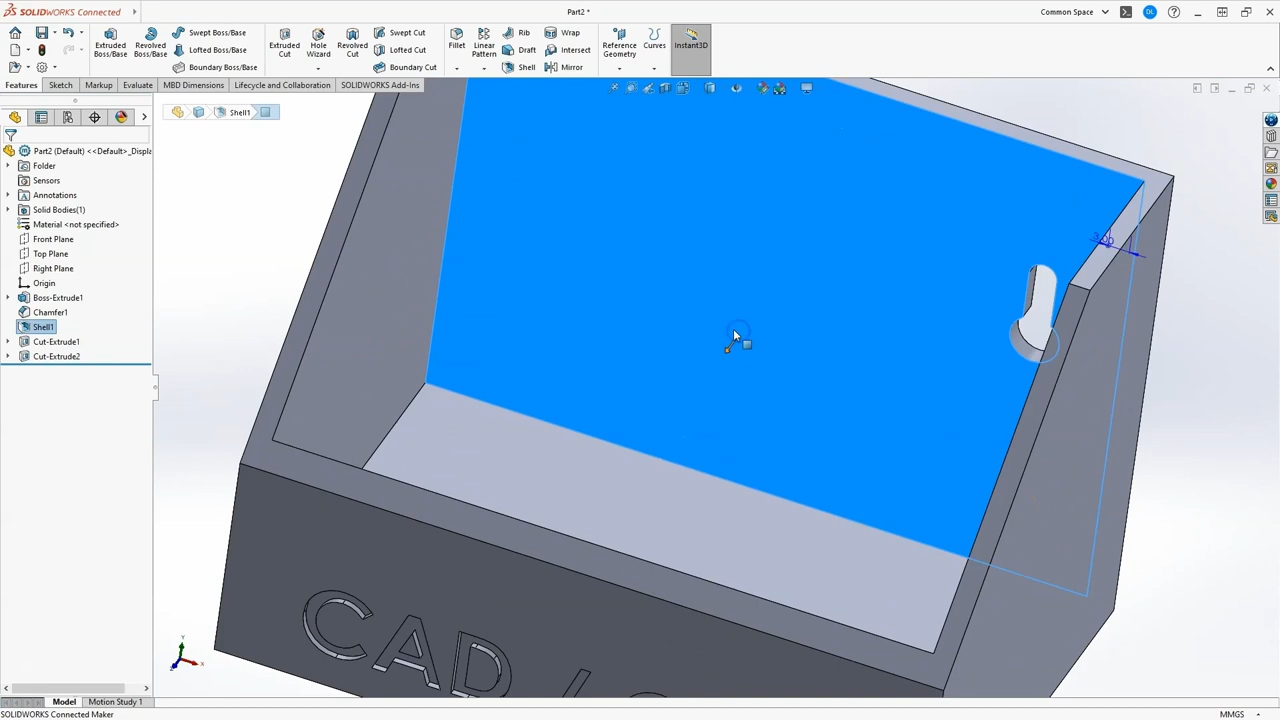 SOLIDWORKS Connected
Part2 *
Common Space
DL
Extruded Boss/Base
Revolved Boss/Base
Swept Boss/Base
Lofted Boss/Base
Boundary Boss/Base
Extruded Cut
Hole Wizard
Revolved Cut
Swept Cut
Lofted Cut
Boundary Cut
Fillet
Linear Pattern
Rib
Draft
Shell
Wrap
Intersect
Mirror
Reference Geometry
Curves
Instant3D
Features
Sketch
Markup
Evaluate
MBD Dimensions
Lifecycle and Collaboration
SOLIDWORKS Add-Ins
Shell1
Part2 (Default) <<Default>_Displa
Folder
Sensors
Annotations
Solid Bodies(1)
Material <not specified>
Front Plane
Top Plane
Right Plane
Origin
Boss-Extrude1
Chamfer1
Shell1
Cut-Extrude1
Cut-Extrude2
3.00
CAD
Model
Motion Study 1
SOLIDWORKS Connected Maker
MMGS